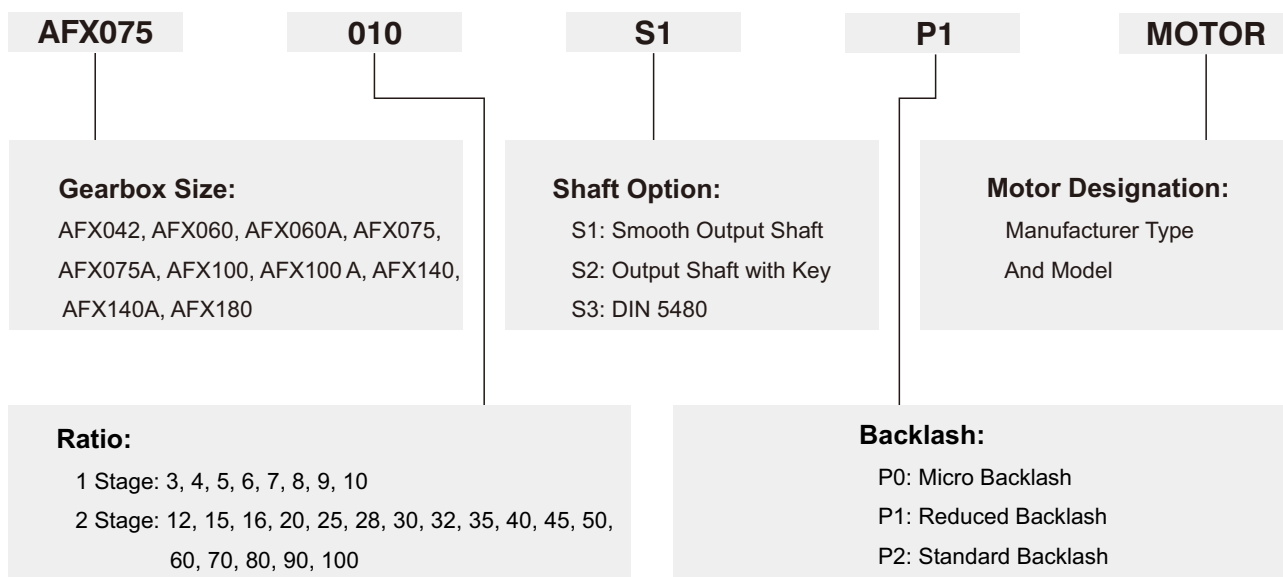 AFX075 010 S1 P1 MOTOR
Gearbox Size:
AFX042, AFX060, AFX060A, AFX075,
AFX075A, AFX100, AFX100 A, AFX140,
AFX140A, AFX180
Shaft Option:
S1: Smooth Output Shaft
S2: Output Shaft with Key
S3: DIN 5480
Motor Designation:
Manufacturer Type
And Model
Ratio:
1 Stage: 3, 4, 5, 6, 7, 8, 9, 10
2 Stage: 12, 15, 16, 20, 25, 28, 30, 32, 35, 40, 45, 50,
60, 70, 80, 90, 100
Backlash:
P0: Micro Backlash
P1: Reduced Backlash
P2: Standard Backlash